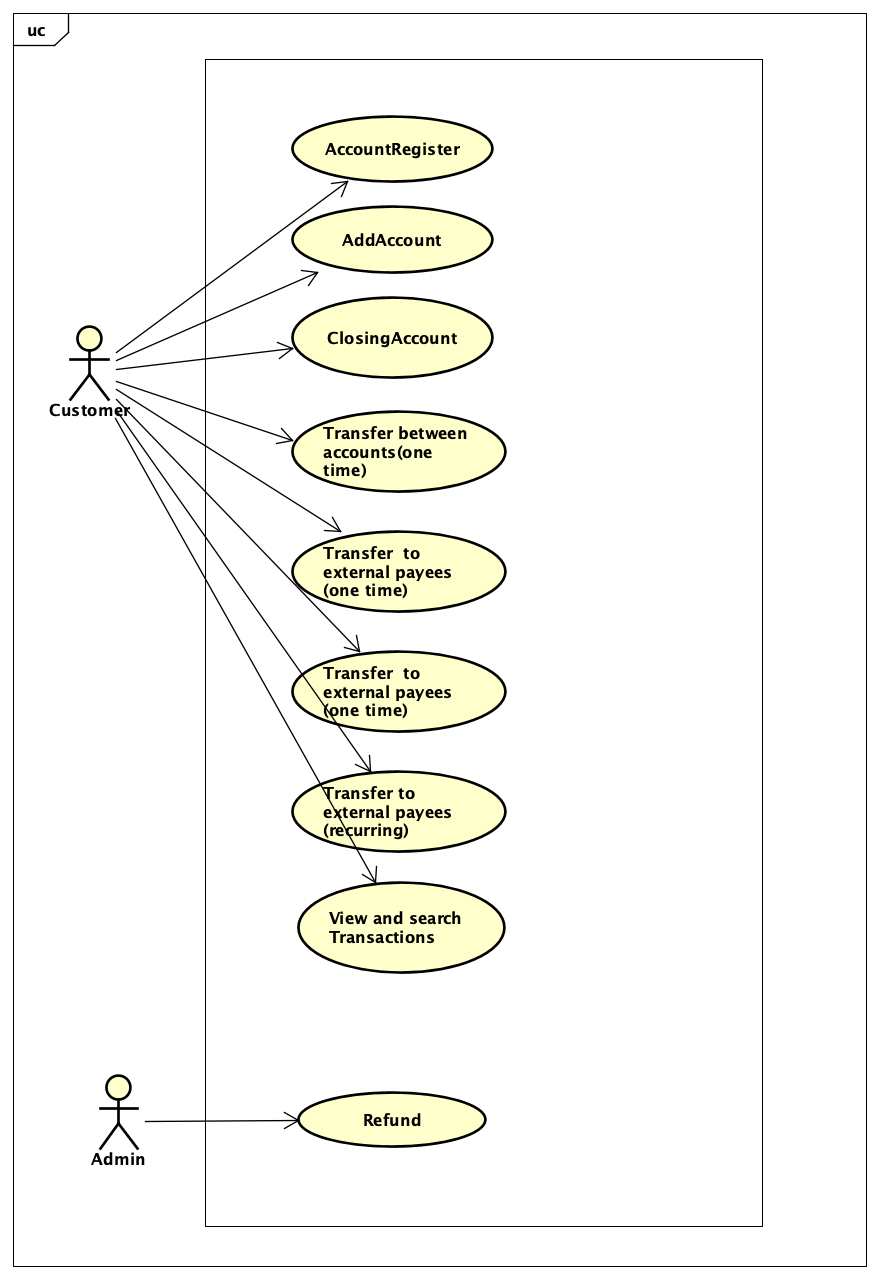 uc
AccountRegister
AddAccount
ClosingAccount
Customer
Transfer between
accounts(one
time)
Transfer  to
external payees
(one time)
Transfer  to
external payees
(one time)
Transfer to
external payees
(recurring)
View and search
Transactions
Refund
Admin